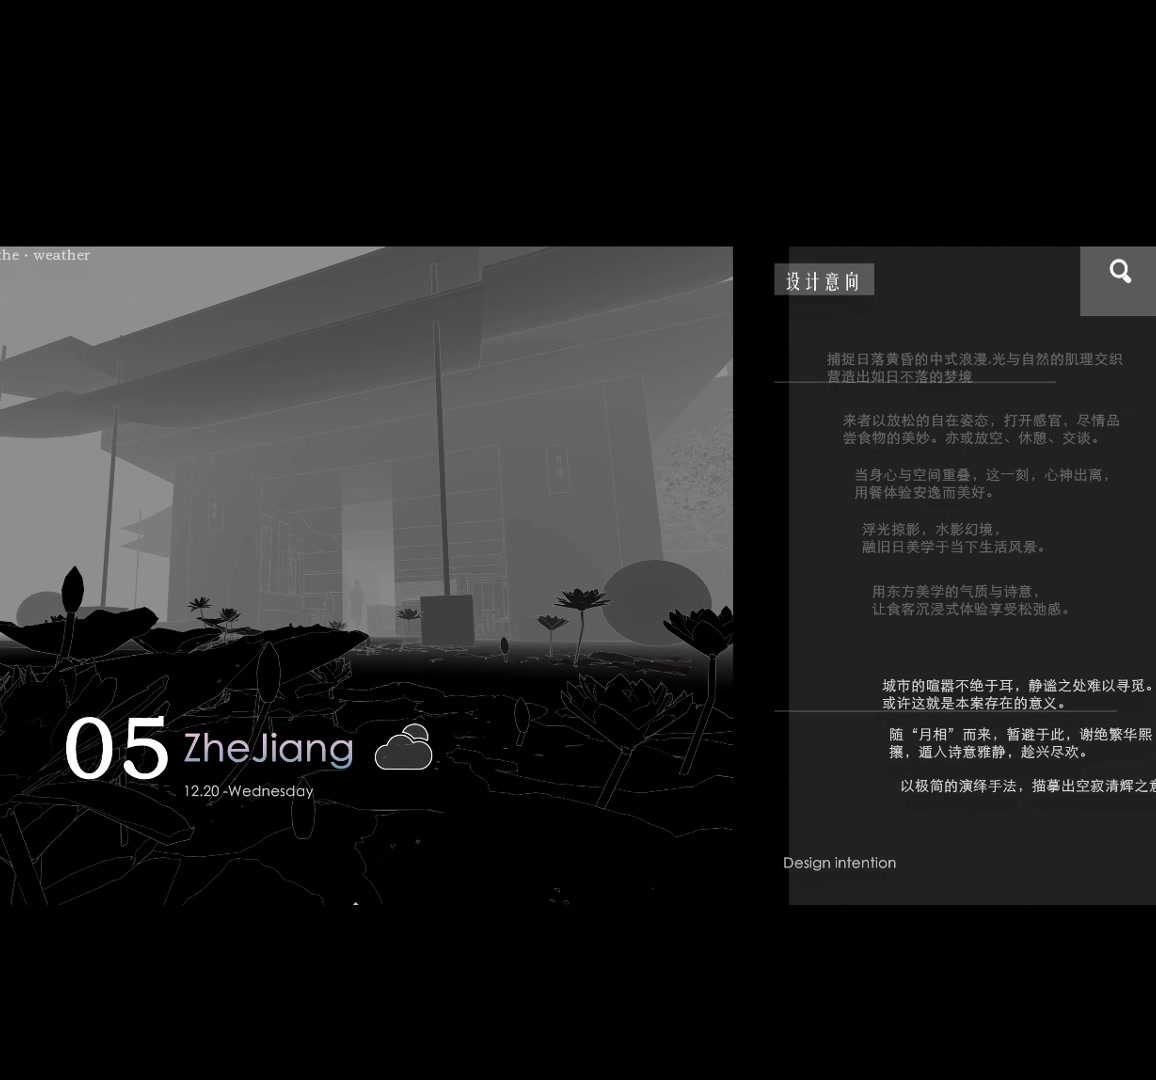 the · weather
设计意向
捕捉日落黄昏的中式浪漫,光与自然的肌理交织
营造出如日不落的梦境
来者以放松的自在姿态，打开感官，尽情品
尝食物的美妙。亦或放空、休憩、交谈。
当身心与空间重叠，这一刻，心神出离，
用餐体验安逸而美好。
浮光掠影，水影幻境，
融旧日美学于当下生活风景。
用东方美学的气质与诗意，
让食客沉浸式体验享受松弛感。
城市的喧嚣不绝于耳，静谧之处难以寻觅。
或许这就是本案存在的意义。
随“月相”而来，暂避于此，谢绝繁华熙
攘，遁入诗意雅静，趁兴尽欢。
以极简的演绎手法，描摹出空寂清辉之意
05
ZheJiang
12.20 -Wednesday
Design intention